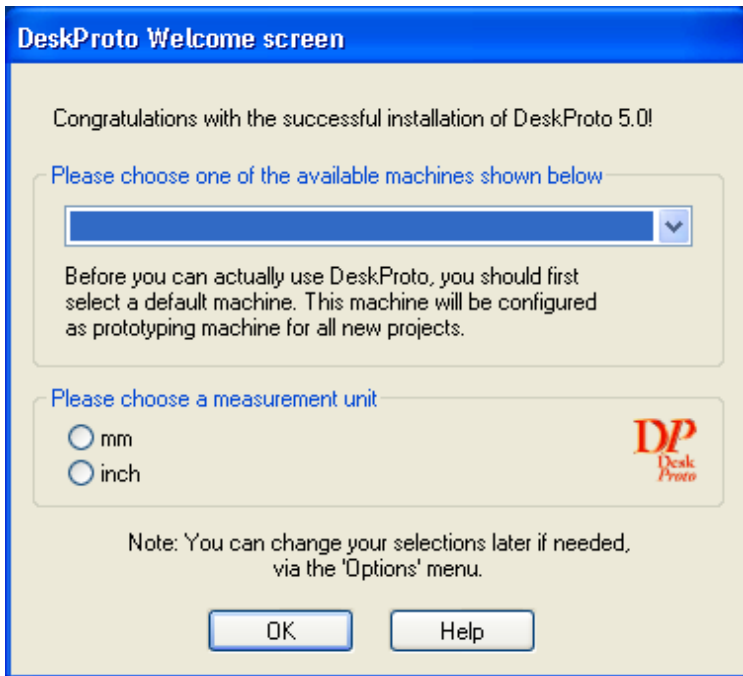 DeskProto Welcome screen
Congratulations with the successful installation of DeskProto 5.0!
Please choose one of the available machines shown below
Before you can actually use DeskProto, you should first
select a default machine. This machine will be configured
as prototyping machine for all new projects.
Please choose a measurement unit
mm
inch
DP
Desk
Proto
Note: You can change your selections later if needed,
via the 'Options' menu.
OK
Help